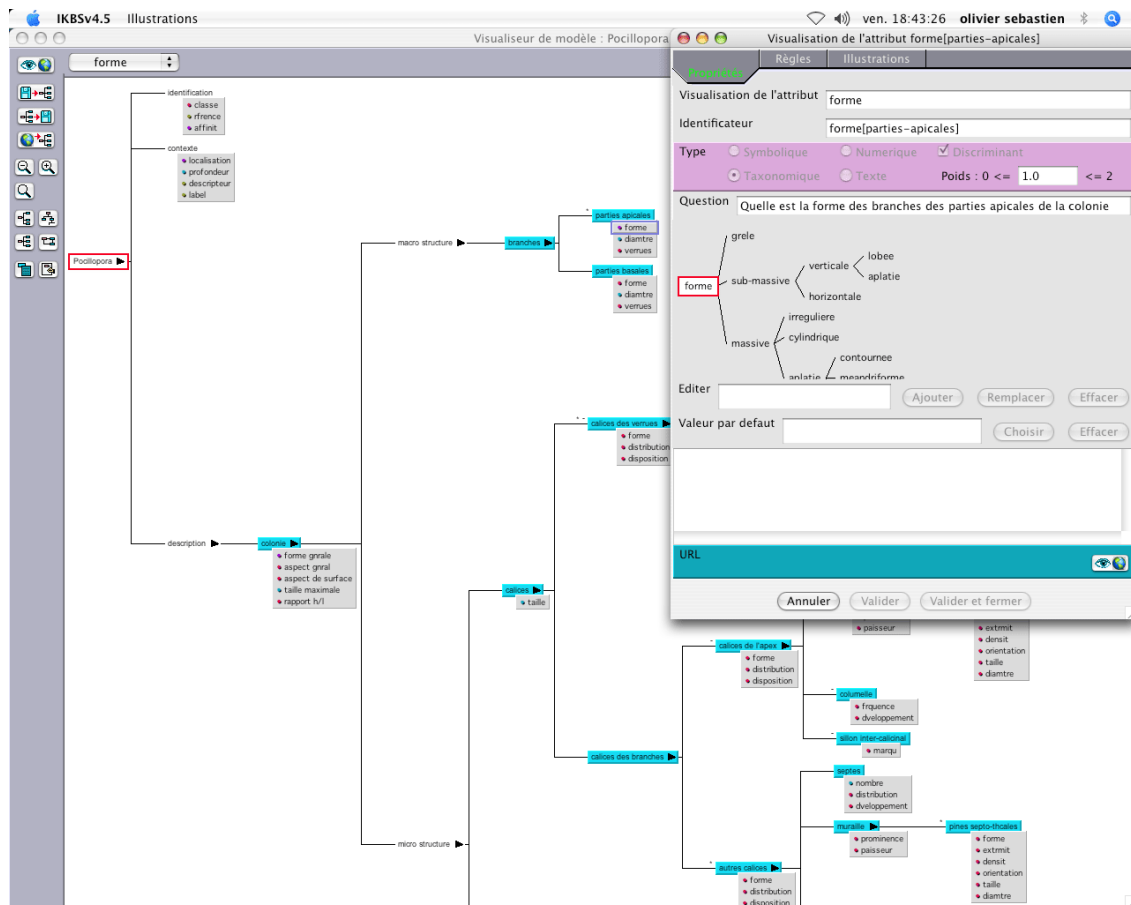 IKBSv4.5 Illustrations ven. 18:43:26 olivier sebastien
Visualiseur de modèle : Pocillopora
forme
identification
classe
rfrence
affinit
contexte
localisation
profondeur
descripteur
label
Pocillopora
macro structure
branches
parties apicales
forme
diamtre
verrues
parties basales
forme
diamtre
verrues
calices des verrues
forme
distribution
disposition
description
colonie
forme gnrale
aspect gnral
aspect de surface
taille maximale
rapport h/l
calices
taille
paisseur
extrmit
densit
orientation
taille
diamtre
calices de l'apex
forme
distribution
disposition
columelle
frquence
dveloppement
sillon inter-calicinal
marqu
calices des branches
septes
nombre
distribution
dveloppement
muraille
prominence
paisseur
pines septo-thcales
forme
extrmit
densit
orientation
taille
diamtre
micro structure
autres calices
forme
distribution
disposition
Visualisation de l'attribut forme[parties-apicales]
Propriétés Règles Illustrations
Visualisation de l'attribut forme
Identificateur forme[parties-apicales]
Type Symbolique Numerique Discriminant
Taxonomique Texte Poids : 0 <= 1.0 <= 2
Question Quelle est la forme des branches des parties apicales de la colonie
grele
forme
sub-massive
verticale
lobee
aplatie
horizontale
massive
irreguliere
cylindrique
aplatie
contournee
meandriforme
Editer Ajouter Remplacer Effacer
Valeur par defaut Choisir Effacer
URL
Annuler Valider Valider et fermer